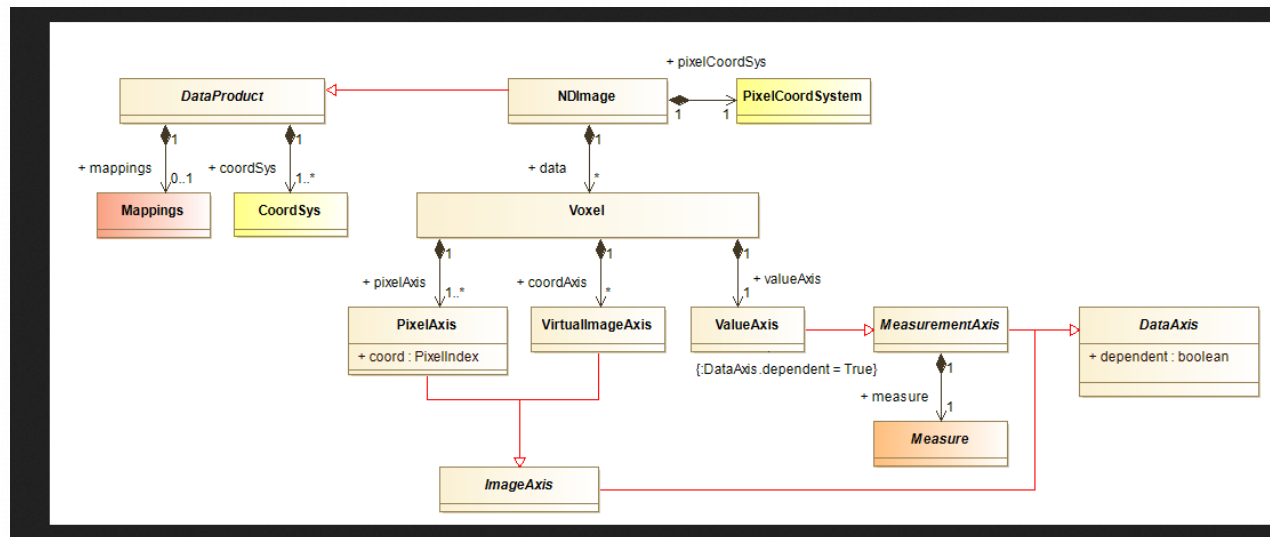 + pixelCoordSys
DataProduct
NDImage
PixelCoordSystem
1
1
1
1
1
+ mappings
+ coordSys
+ data
0..1
1..*
*
Mappings
CoordSys
Voxel
1
1
1
+ pixelAxis
+ coordAxis
+ valueAxis
1..*
*
1
PixelAxis
VirtualImageAxis
ValueAxis
MeasurementAxis
DataAxis
+ coord : PixelIndex
+ dependent : boolean
{:DataAxis.dependent = True}
1
+ measure
1
Measure
ImageAxis